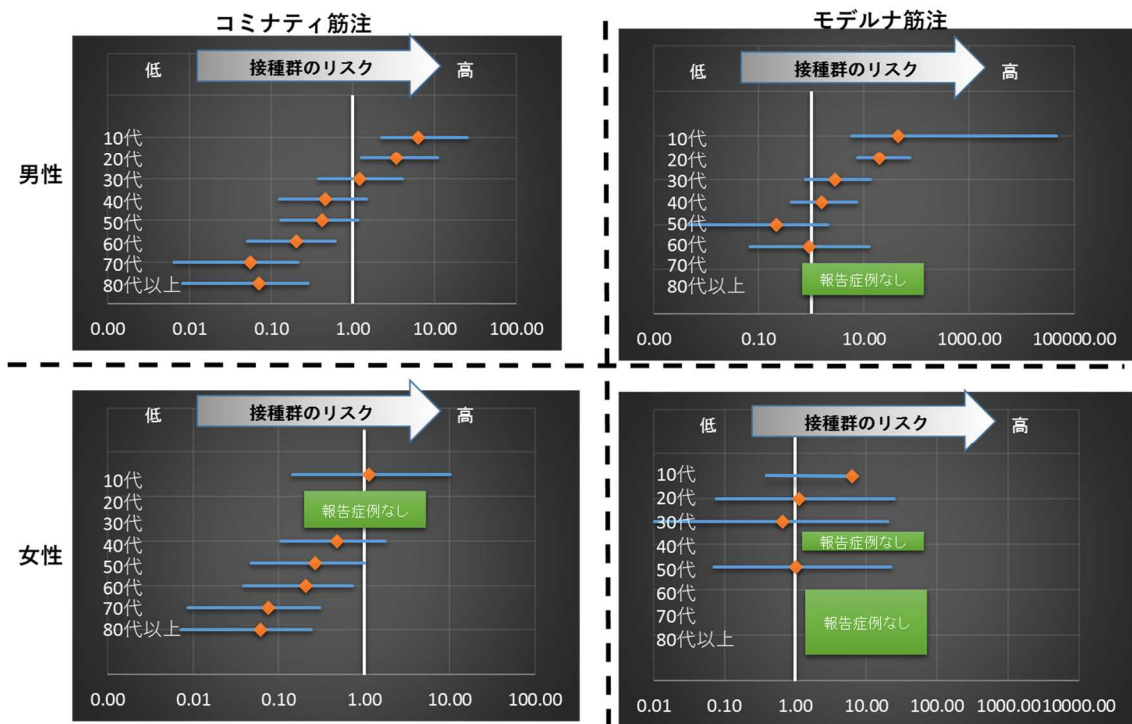 コミナティ筋注
低 接種群のリスク 高
男性
10代
20代
30代
40代
50代
60代
70代
80代以上
0.00 0.01 0.10 1.00 10.00 100.00
モデルナ筋注
低 接種群のリスク 高
10代
20代
30代
40代
50代
60代
70代
80代以上
報告症例なし
0.00 0.10 10.00 1000.00 100000.00
低 接種群のリスク 高
女性
10代
20代
30代
報告症例なし
40代
50代
60代
70代
80代以上
0.00 0.01 0.10 1.00 10.00 100.00
低 接種群のリスク 高
10代
20代
30代
40代
報告症例なし
50代
60代
70代
報告症例なし
80代以上
0.01 0.10 1.00 10.00 100.00 1000.00 10000.00